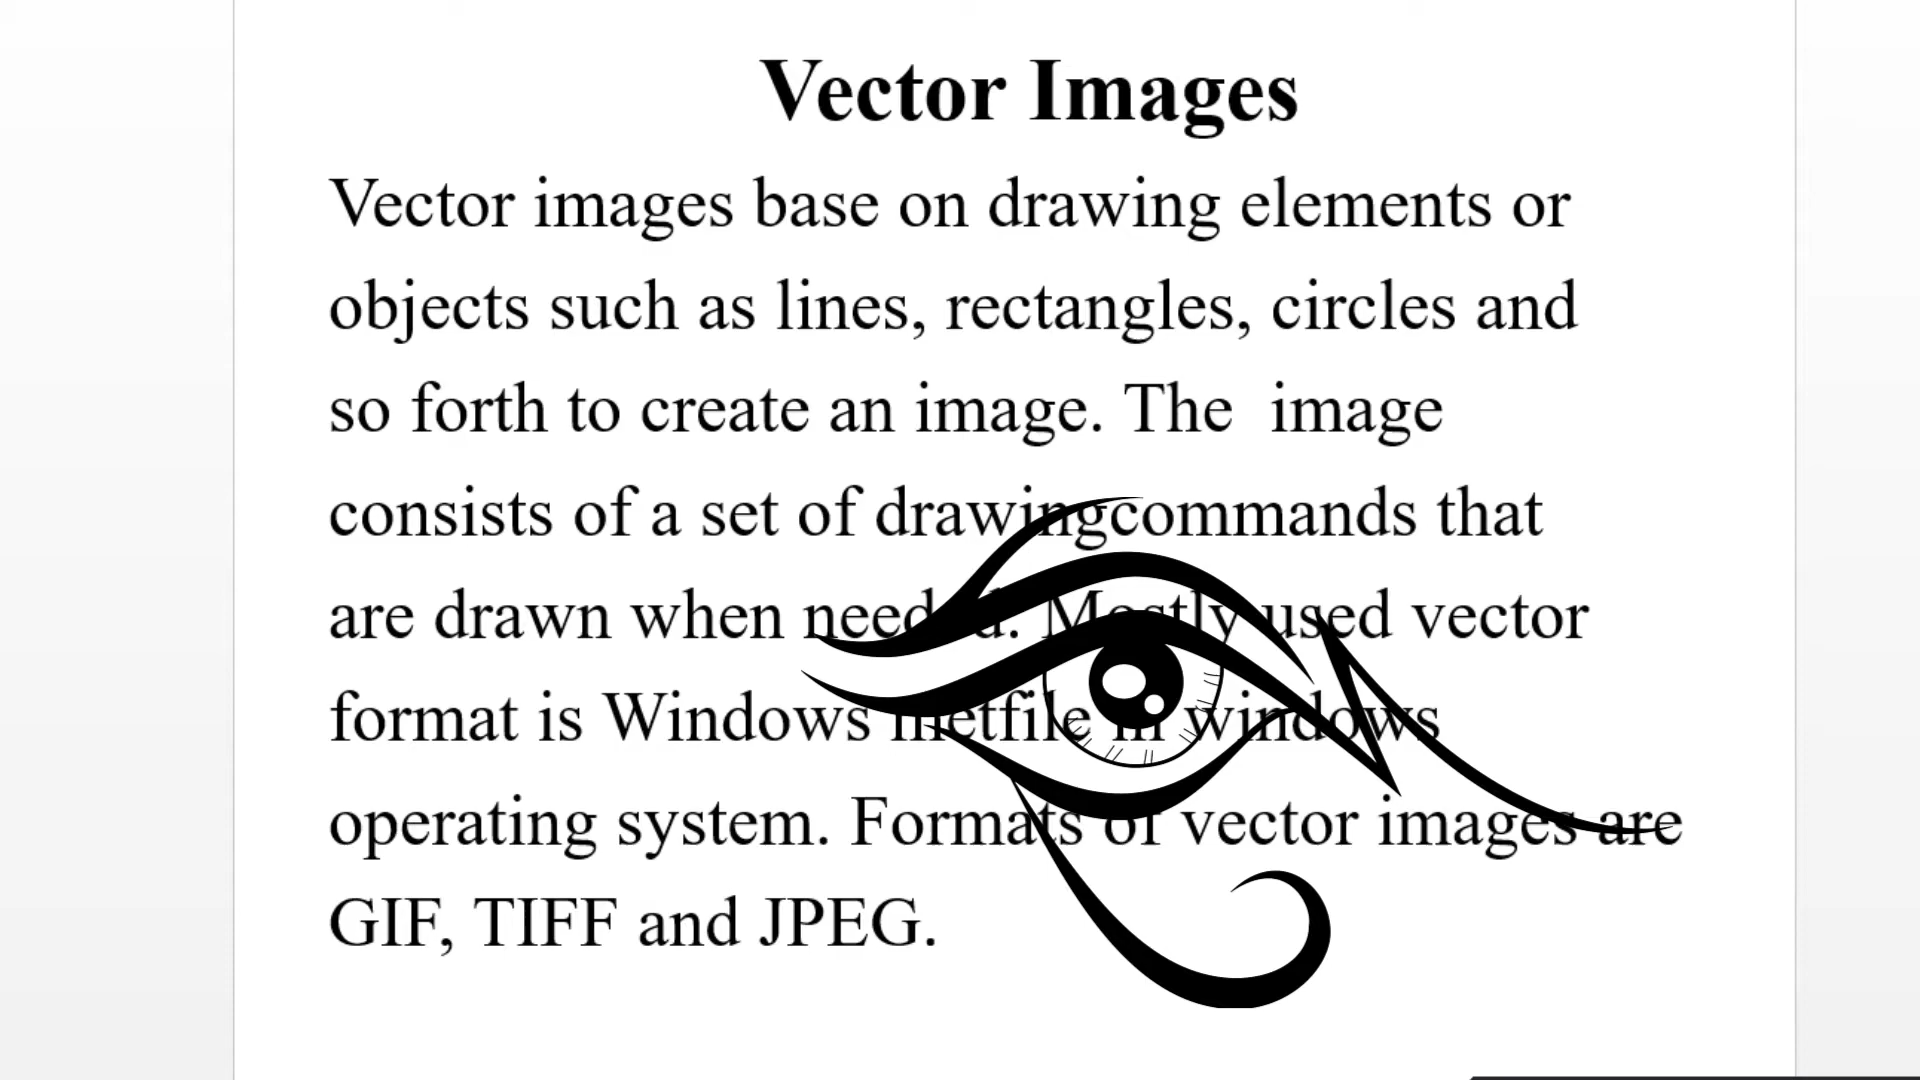 Vector Images
Vector images base on drawing elements or
objects such as lines, rectangles, circles and
so forth to create an image. The image
consists of a set of drawingcommands that
are drawn when needed. Mostly used vector
format is Windows metfile in windows
operating system. Formats of vector images are
GIF, TIFF and JPEG.